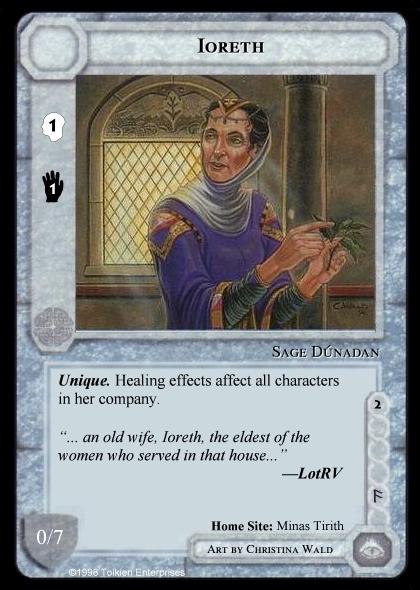 Ioreth
1
1
Sage Dúnadan
Unique. Healing effects affect all characters
in her company.
“... an old wife, Ioreth, the eldest of the
women who served in that house...”
—LotRV
2
Home Site: Minas Tirith
0/7
Art by Christina Wald
©1998 Tolkien Enterprises